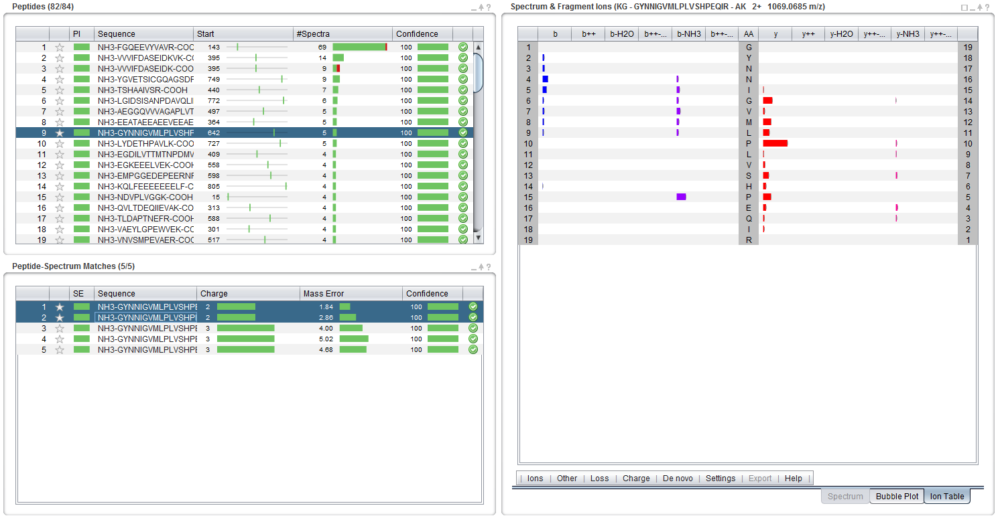 Peptides (82/84)
PI Sequence Start #Spectra Confidence
1 NH3-FGQEEVYVAVR-COO 143 69 100
2 NH3-VVVIFDASEIDKVK-CO 395 14 100
3 NH3-VVVIFDASEIDK-COO 395 9 100
4 NH3-YGVETSICGQAGSDF 749 9 100
5 NH3-TSHAAIVSR-COOH 440 7 100
6 NH3-LGIDSISANPDAVQLI 772 6 100
7 NH3-AEGGQVVVAGAPLVT 497 5 100
8 NH3-EEATAEEAEEVEEAE 364 5 100
9 NH3-GYNNIGVMLPLVSHP 642 5 100
10 NH3-LYDETHPAVLK-COO 727 5 100
11 NH3-EGDILVTTMTNPDMV 409 4 100
12 NH3-EGKEEELVEK-COOH 558 4 100
13 NH3-EMPGGEDEPEERNF 598 4 100
14 NH3-KQLFEEEEEEELF-C 805 4 100
15 NH3-NDVPLVGGK-COOH 15 4 100
16 NH3-QVLTDEQIIEVAK-CO 313 4 100
17 NH3-TLDAPTNEFR-COOH 588 4 100
18 NH3-VAEYLGPEWVEK-CO 301 4 100
19 NH3-VNVSMPEVAER-COO 517 4 100
Peptide-Spectrum Matches (5/5)
SE Sequence Charge Mass Error Confidence
1 NH3-GYNNIGVMLPLVSHPE 2 1.84 100
2 NH3-GYNNIGVMLPLVSHPE 2 2.86 100
3 NH3-GYNNIGVMLPLVSHPE 3 4.00 100
4 NH3-GYNNIGVMLPLVSHPE 3 5.02 100
5 NH3-GYNNIGVMLPLVSHPE 3 4.68 100
Spectrum & Fragment Ions (KG - GYNNIGVMLPLVSHPEQIR - AK 2+ 1069.0685 m/z)
b b++ b-H2O b++-... b-NH3 b++-... AA y y++ y-H2O y++-... y-NH3 y++-...
1 G 19
2 Y 18
3 N 17
4 N 16
5 I 15
6 G 14
7 V 13
8 M 12
9 L 11
10 P 10
11 L 9
12 V 8
13 S 7
14 H 6
15 P 5
16 E 4
17 Q 3
18 I 2
19 R 1
Ions Other Loss Charge De novo Settings Export Help
Spectrum Bubble Plot Ion Table